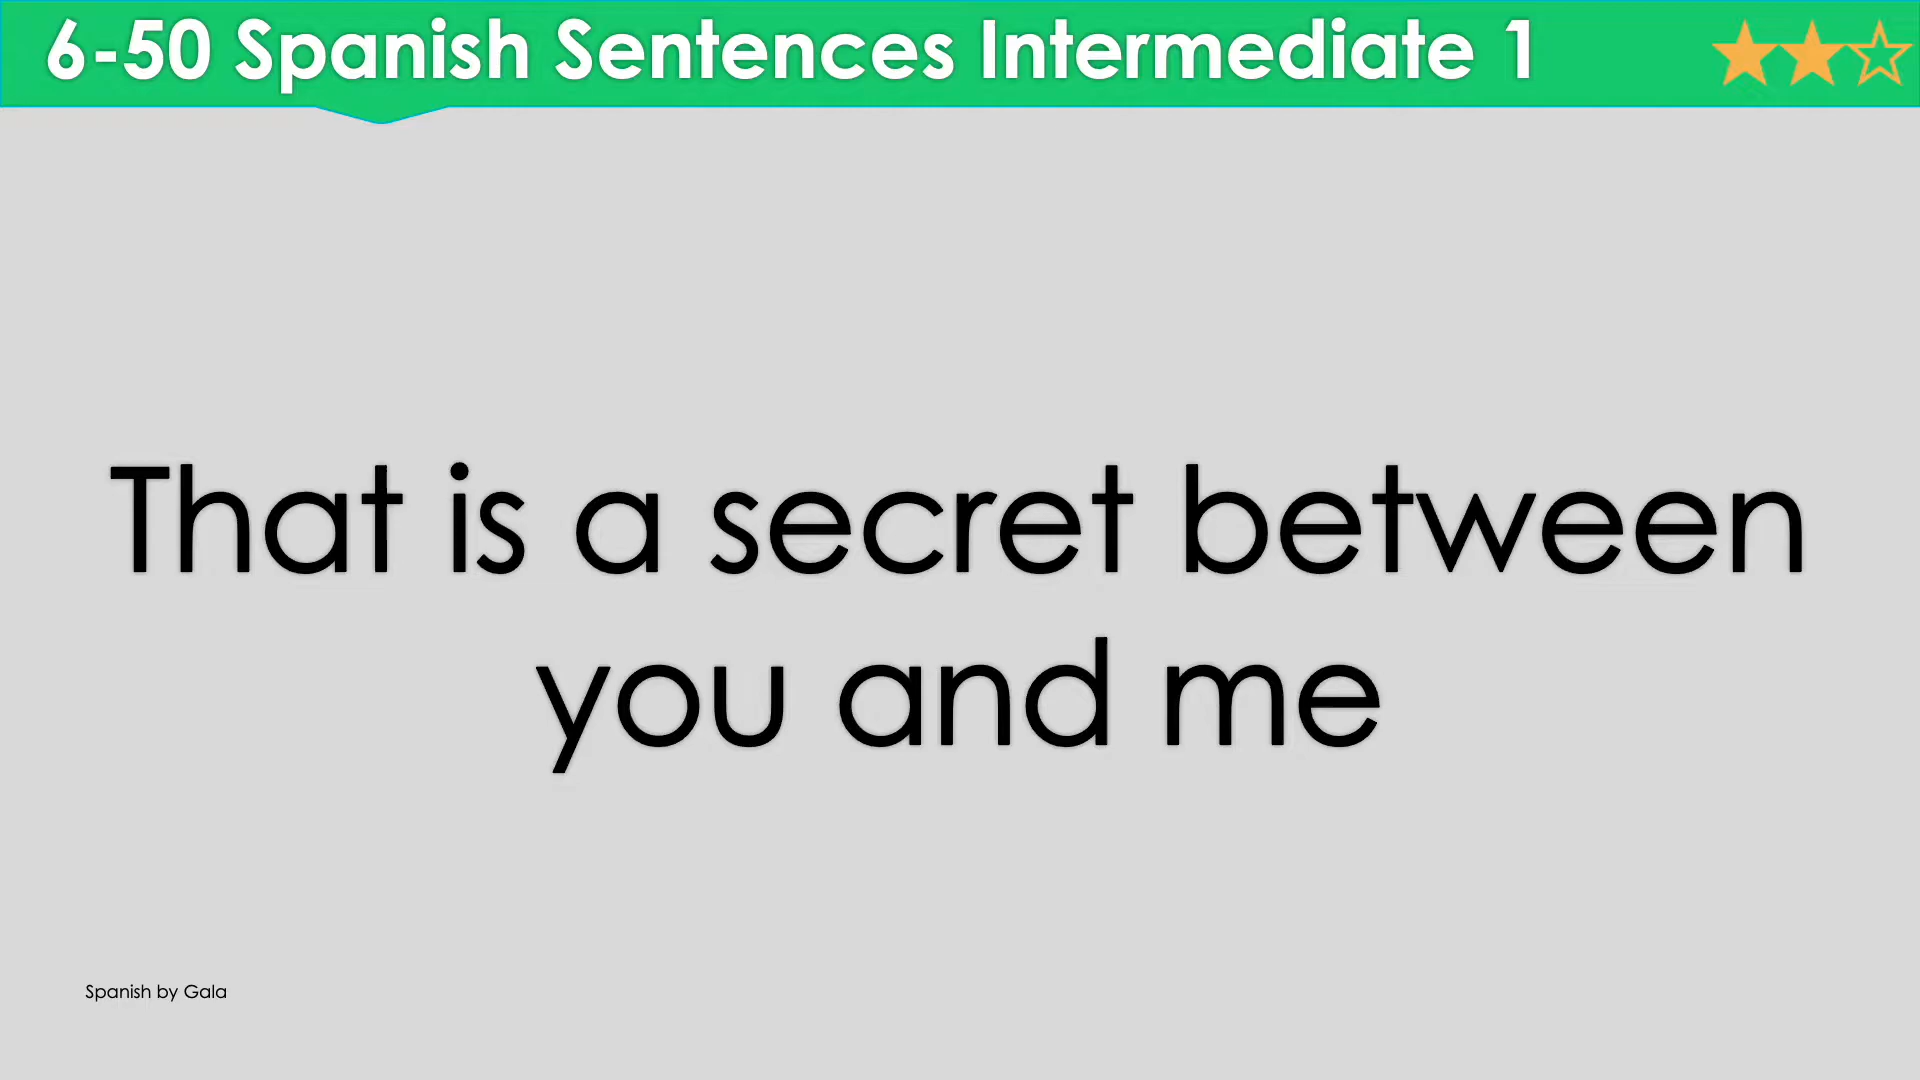 6-50 Spanish Sentences Intermediate 1
That is a secret between
you and me
Spanish by Gala